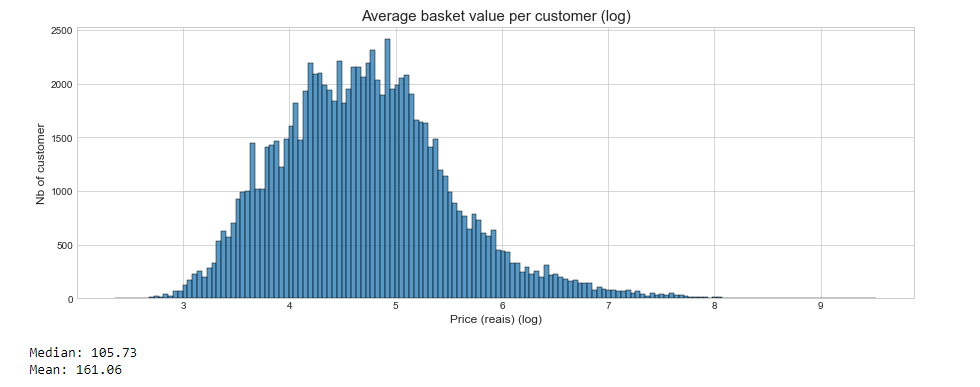 Average basket value per customer (log)
2500
2000
1500
1000
500
0
Nb of customer
3 4 5 6 7 8 9
Price (reais) (log)
Median: 105.73
Mean: 161.06